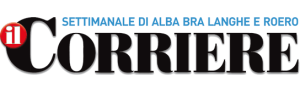 SETTIMANALE DI ALBA BRA LANGHE E ROERO
il CORRIERE